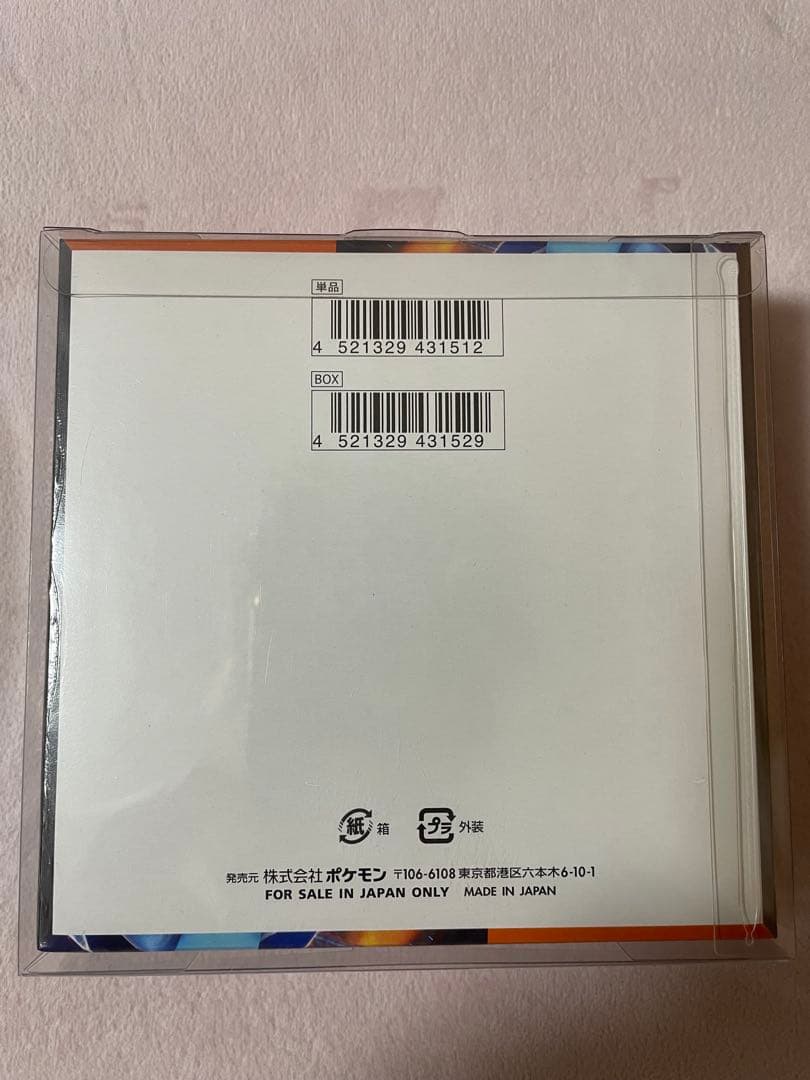 単品
4 521329 431512
BOX
4 521329 431529
紙 箱 プラ 外装
発売元 株式会社 ポケモン 〒106-6108 東京都港区六本木6-10-1
FOR SALE IN JAPAN ONLY MADE IN JAPAN